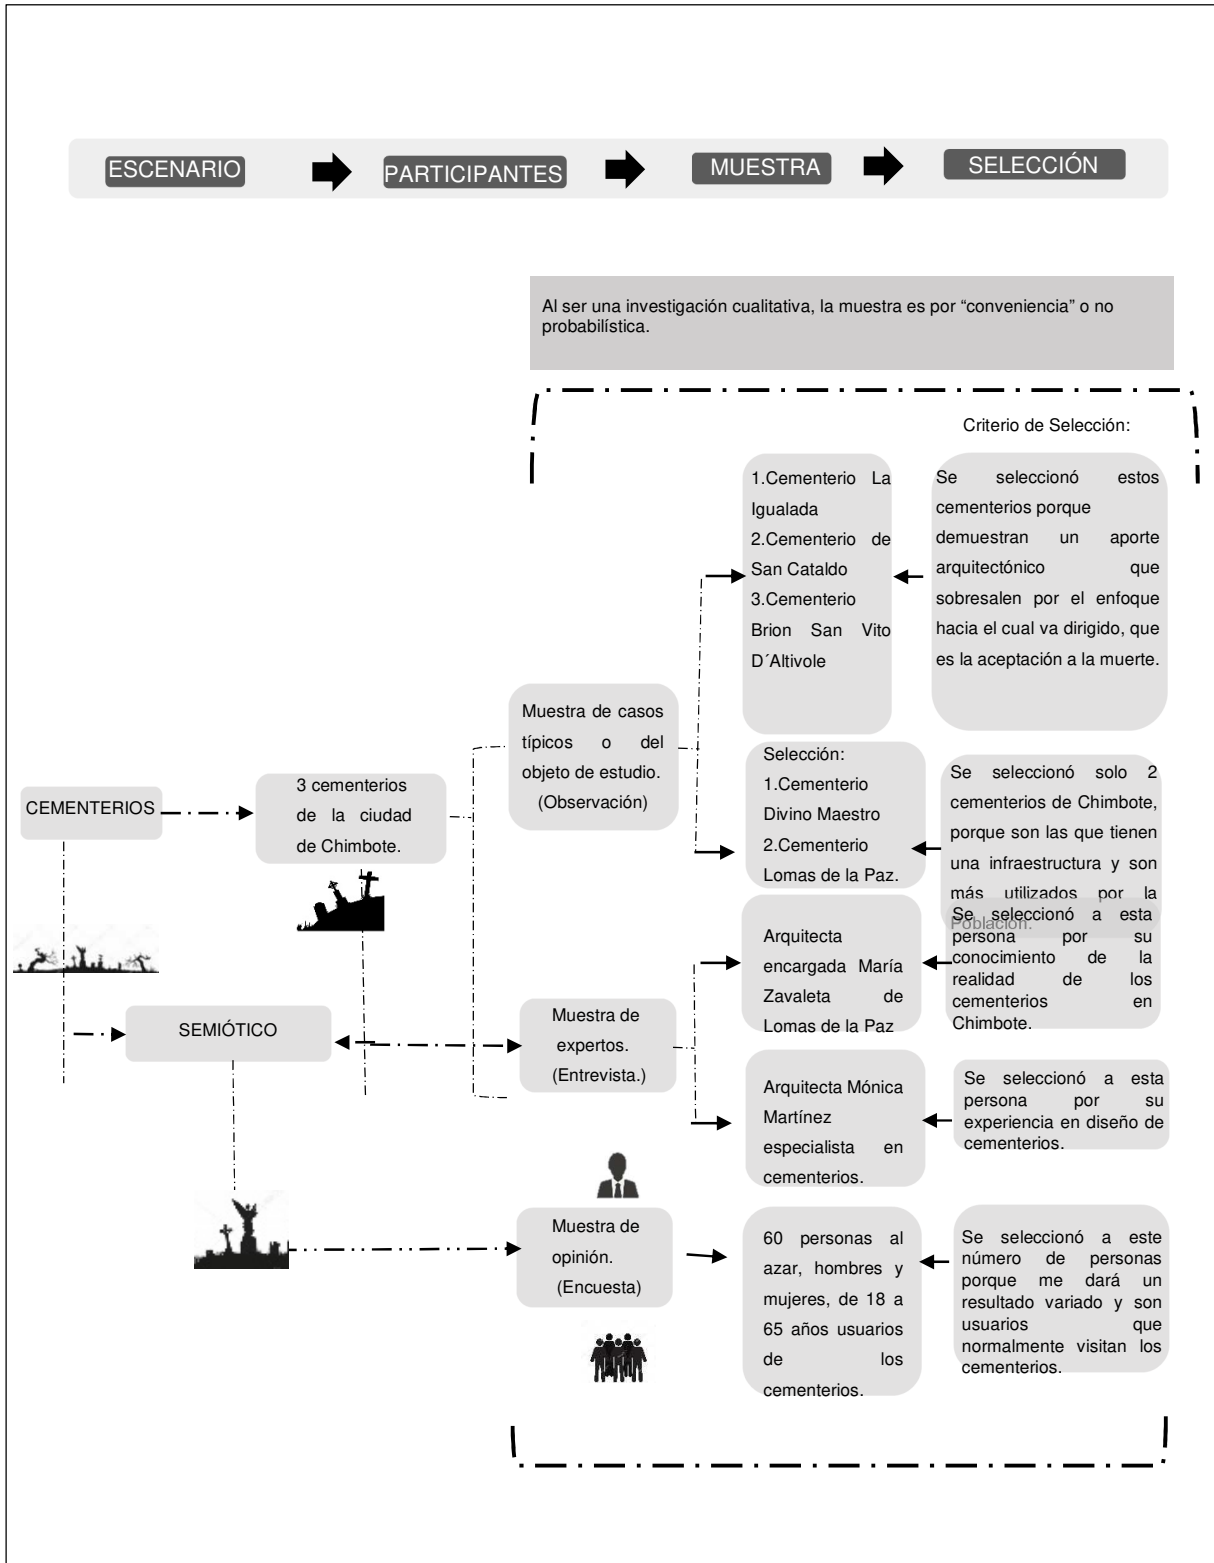 ESCENARIO
PARTICIPANTES
MUESTRA
SELECCIÓN
Al ser una investigación cualitativa, la muestra es por “conveniencia” o no
probabilística.
Criterio de Selección:
1.Cementerio La
Igualada
2.Cementerio de
San Cataldo
3.Cementerio
Brion San Vito
D´Altivole
Se seleccionó estos
cementerios porque
demuestran un aporte
arquitectónico que
sobresalen por el enfoque
hacia el cual va dirigido, que
es la aceptación a la muerte.
Muestra de casos
típicos o del
objeto de estudio.
(Observación)
Selección:
1.Cementerio
Divino Maestro
2.Cementerio
Lomas de la Paz.
Se seleccionó solo 2
cementerios de Chimbote,
porque son las que tienen
una infraestructura y son
más utilizados por la
Población.
CEMENTERIOS
3 cementerios
de la ciudad
de Chimbote.
Arquitecta
encargada María
Zavaleta de
Lomas de la Paz
Se seleccionó a esta
persona por su
conocimiento de la
realidad de los
cementerios en
Chimbote.
SEMIÓTICO
Muestra de
expertos.
(Entrevista.)
Arquitecta Mónica
Martínez
especialista en
cementerios.
Se seleccionó a esta
persona por su
experiencia en diseño de
cementerios.
Muestra de
opinión.
(Encuesta)
60 personas al
azar, hombres y
mujeres, de 18 a
65 años usuarios
de los
cementerios.
Se seleccionó a este
número de personas
porque me dará un
resultado variado y son
usuarios que
normalmente visitan los
cementerios.